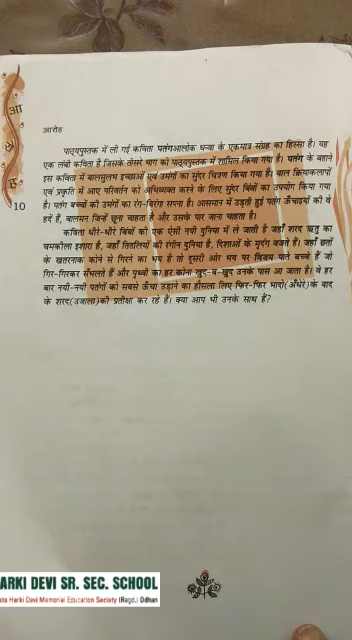 आरोह
पाठ्यपुस्तक में ली गई कविता पतंग आलोक धन्वा के एकमात्र संग्रह का हिस्सा है। यह
एक लंबी कविता है जिसके तीसरे भाग को पाठ्यपुस्तक में शामिल किया गया है। पतंग के बहाने
इस कविता में बालसुलभ इच्छाओं एवं उमंगों का सुंदर चित्रण किया गया है। बाल क्रियाकलापों
एवं प्रकृति में आए परिवर्तन को अभिव्यक्त करने के लिए सुंदर बिंबों का उपयोग किया गया
है। पतंग बच्चों की उमंगों का रंग-बिरंगा सपना है। आसमान में उड़ती हुई पतंग ऊँचाइयों की वे
हदें हैं, बालमन जिन्हें छूना चाहता है और उसके पार जाना चाहता है।
कविता धीरे-धीरे बिंबों की एक ऐसी नयी दुनिया में ले जाती है जहाँ शरद ऋतु का
चमकीला इशारा है, जहाँ तितलियों की रंगीन दुनिया है, दिशाओं के मृदंग बजते हैं। जहाँ छतों
के खतरनाक कोने से गिरने का भय है तो दूसरी ओर भय पर विजय पाते बच्चे हैं जो
गिर-गिरकर सँभलते हैं और पृथ्वी का हर कोना खुद-ब-खुद उनके पास आ जाता है। वे हर
बार नयी-नयी पतंगों को सबसे ऊँचा उड़ाने का हौसला लिए फिर-फिर भादो(अँधेरे)के बाद
के शरद(उजाला)की प्रतीक्षा कर रहे हैं। क्या आप भी उनके साथ हैं?
10
ARKI DEVI SR. SEC. SCHOOL
ata Harki Devi Memorial Education Society (Regd.) Odhan